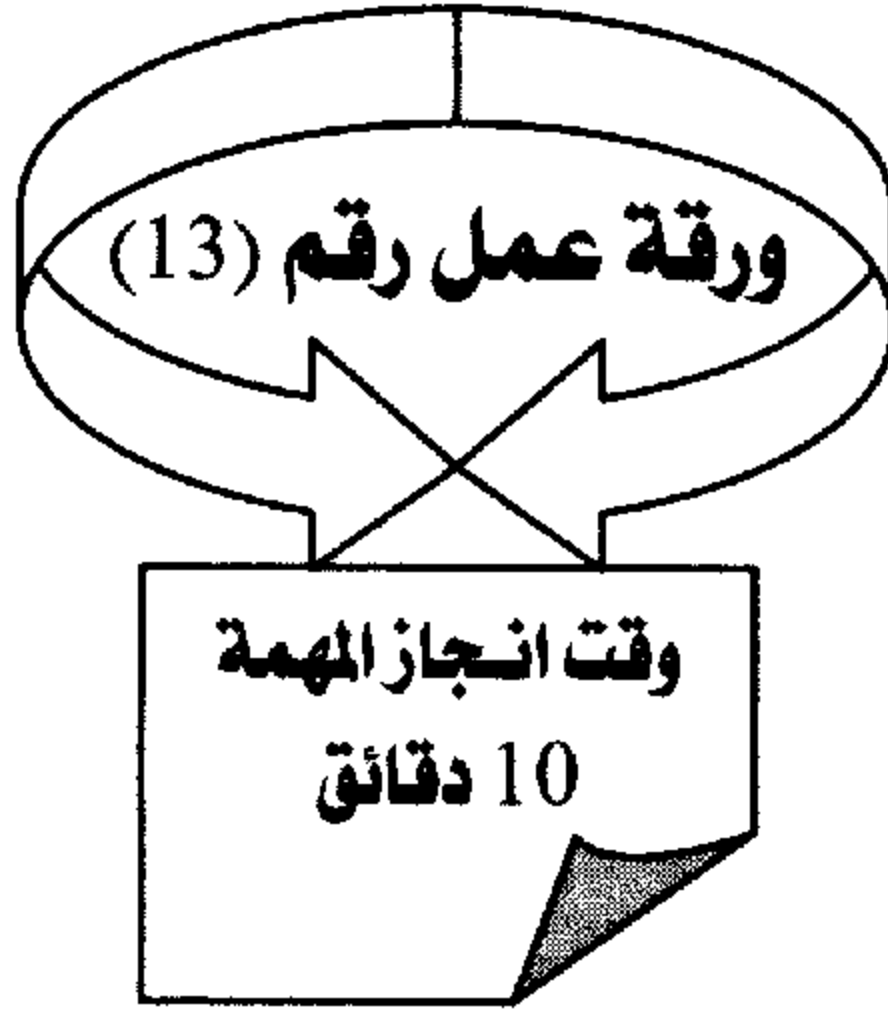 ورقة عمل رقم (13)
وقت انجاز المهمة
10 دقائق